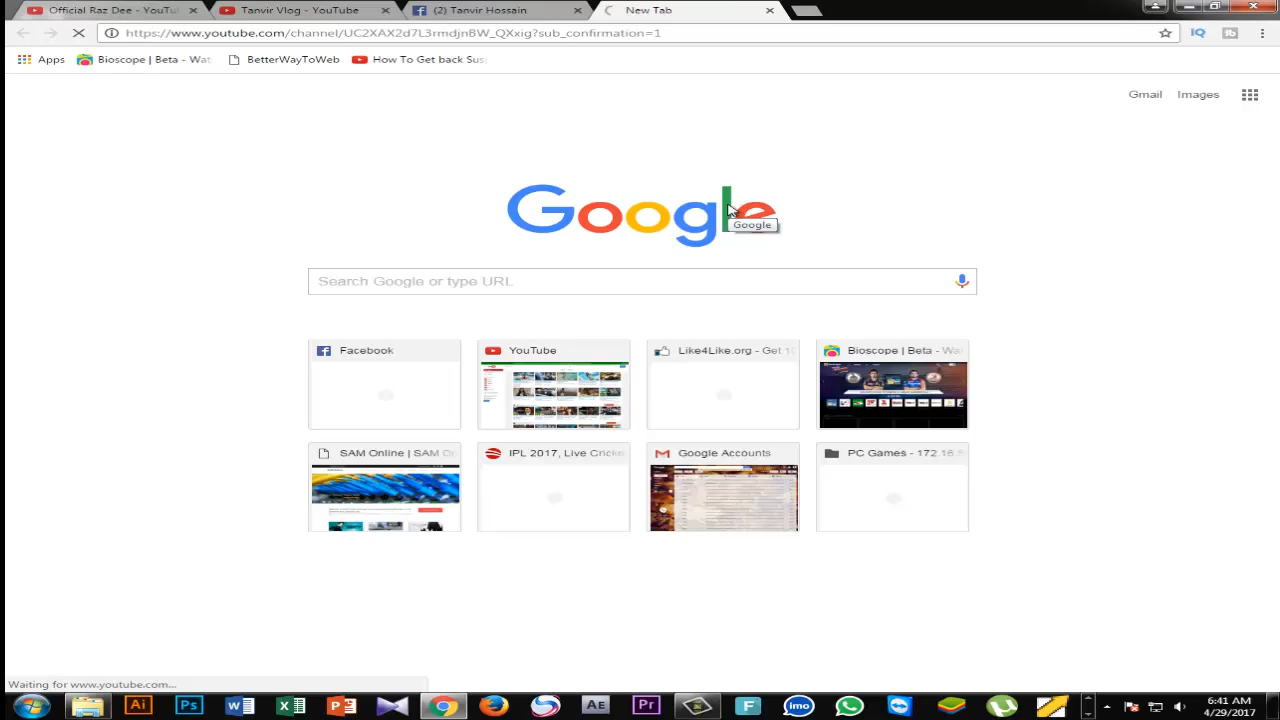 Official Raz Dee - YouTu
Tanvir Vlog - YouTube
(2) Tanvir Hossain
New Tab
https://www.youtube.com/channel/UC2XAX2d7L3rmdjnBW_QXxig?sub_confirmation=1
Apps
Bioscope | Beta - Wat
BetterWayToWeb
How To Get back Sus
Gmail
Images
Google
Google
Search Google or type URL
Facebook
YouTube
Like4Like.org - Get 10
Bioscope | Beta - Wa
SAM Online | SAM O
IPL 2017, Live Cricke
Google Accounts
PC Games - 172.16.5
Waiting for www.youtube.com...
6:41 AM
4/29/2017